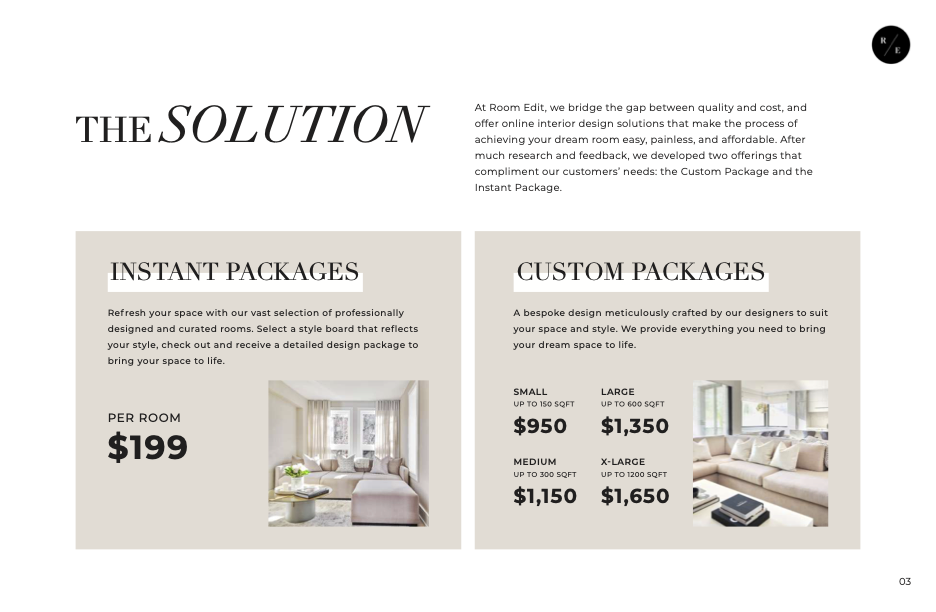 R
E
THE SOLUTION
At Room Edit, we bridge the gap between quality and cost, and
offer online interior design solutions that make the process of
achieving your dream room easy, painless, and affordable. After
much research and feedback, we developed two offerings that
compliment our customers’ needs: the Custom Package and the
Instant Package.
INSTANT PACKAGES
Refresh your space with our vast selection of professionally
designed and curated rooms. Select a style board that reflects
your style, check out and receive a detailed design package to
bring your space to life.
PER ROOM
$199
CUSTOM PACKAGES
A bespoke design meticulously crafted by our designers to suit
your space and style. We provide everything you need to bring
your dream space to life.
SMALL
UP TO 150 SQFT
$950
LARGE
UP TO 600 SQFT
$1,350
MEDIUM
UP TO 300 SQFT
$1,150
X-LARGE
UP TO 1200 SQFT
$1,650
03